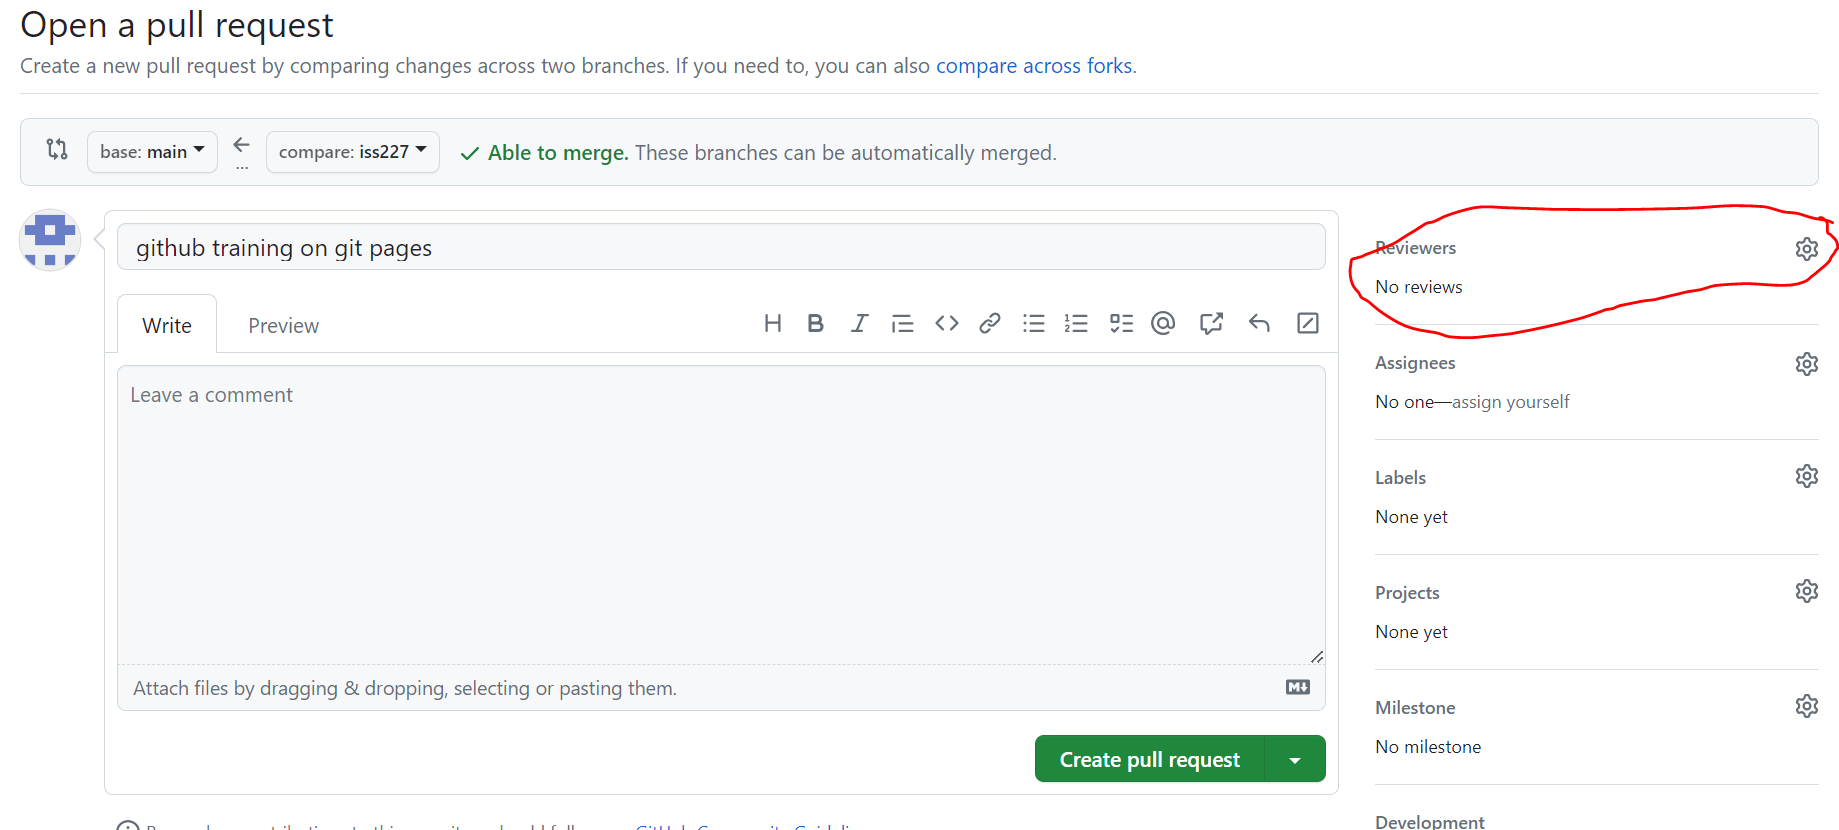 Open a pull request
Create a new pull request by comparing changes across two branches. If you need to, you can also compare across forks.
base: main
...
compare: iss227
Able to merge. These branches can be automatically merged.
github training on git pages
Write
Preview
H B I
Leave a comment
Attach files by dragging & dropping, selecting or pasting them.
Create pull request
Reviewers
No reviews
Assignees
No one—assign yourself
Labels
None yet
Projects
None yet
Milestone
No milestone
Development